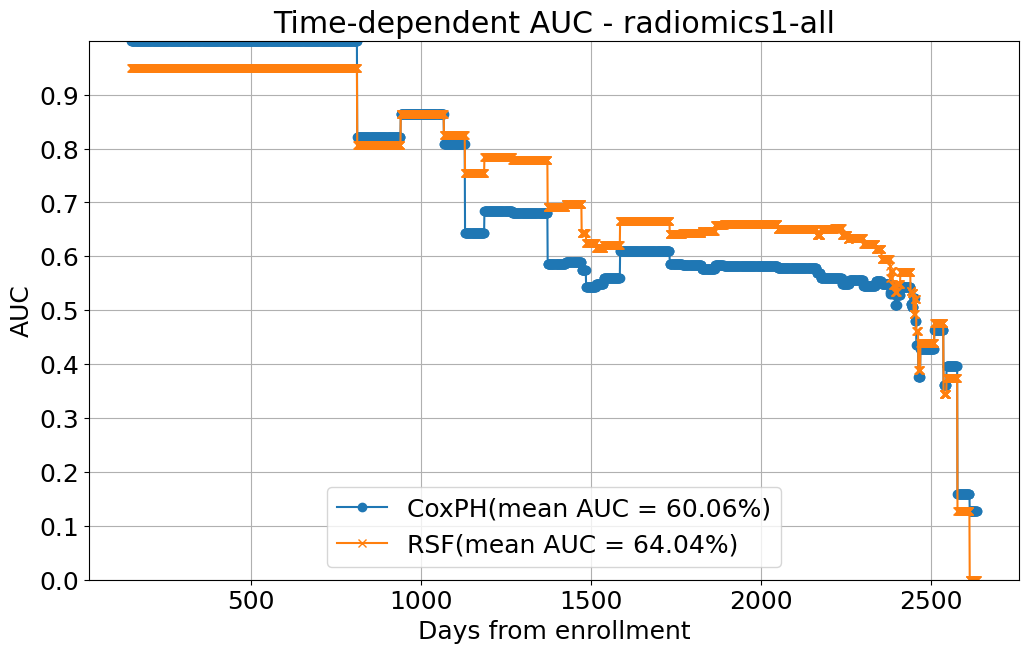 Time-dependent AUC - radiomics1-all
AUC
0.9
0.8
0.7
0.6
0.5
0.4
0.3
0.2
0.1
0.0
CoxPH(mean AUC = 60.06%)
RSF(mean AUC = 64.04%)
500 1000 1500 2000 2500
Days from enrollment